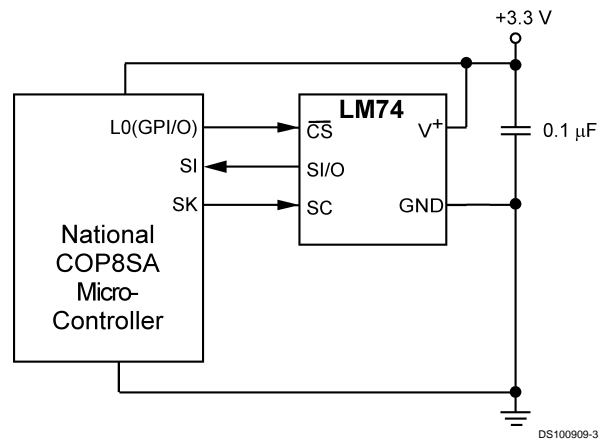 +3.3 V
LM74
L0(GPI/O)
CS
V+
0.1 μF
SI
SI/O
SK
SC
GND
National
COP8SA
Micro-
Controller
DS100909-3